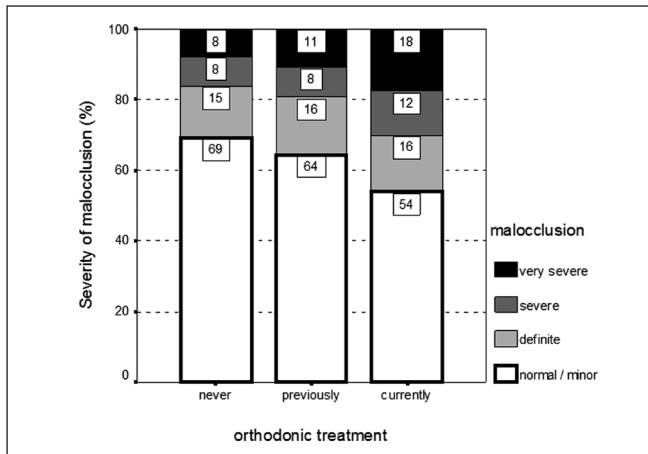 Severity of malocclusion (%)
100
80
60
40
20
0
8
8
15
69
11
8
16
64
18
12
16
54
never
previously
currently
orthodonic treatment
malocclusion
very severe
severe
definite
normal / minor